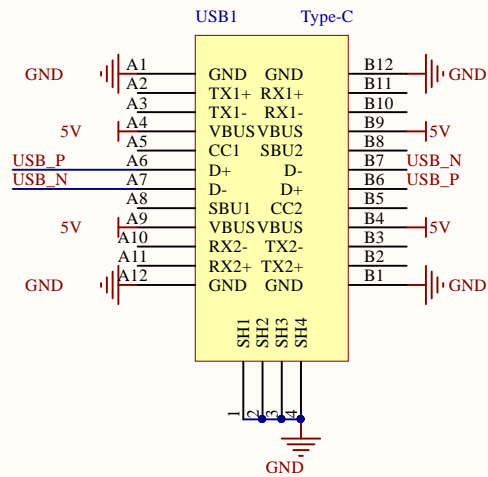 USB1 Type-C
GND A1 GND GND B12 GND
A2 TX1+ RX1+ B11
A3 TX1- RX1- B10
5V A4 VBUS VBUS B9 5V
A5 CC1 SBU2 B8
USB_P A6 D+ D- B7 USB_N
USB_N A7 D- D+ B6 USB_P
A8 SBU1 CC2 B5
5V A9 VBUS VBUS B4 5V
A10 RX2- TX2- B3
A11 RX2+ TX2+ B2
GND A12 GND GND B1 GND
SH1 SH2 SH3 SH4
1 2 3 4
GND